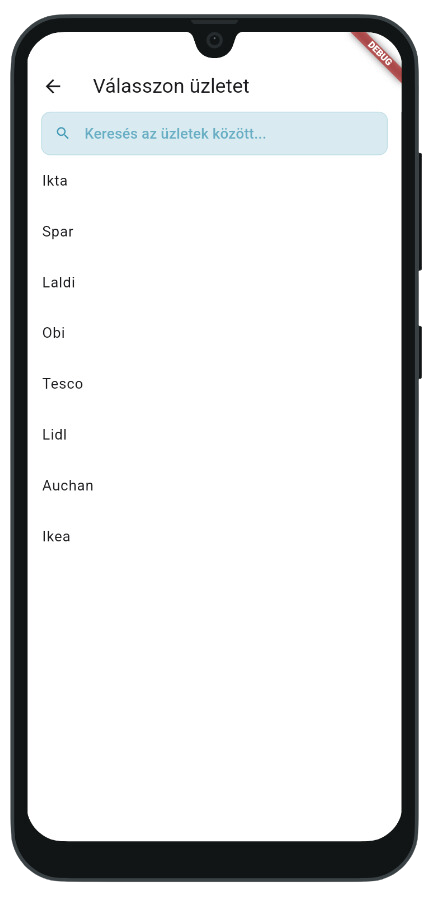 DEBUG
Válasszon üzletet
Keresés az üzletek között...
Ikta
Spar
Laldi
Obi
Tesco
Lidl
Auchan
Ikea